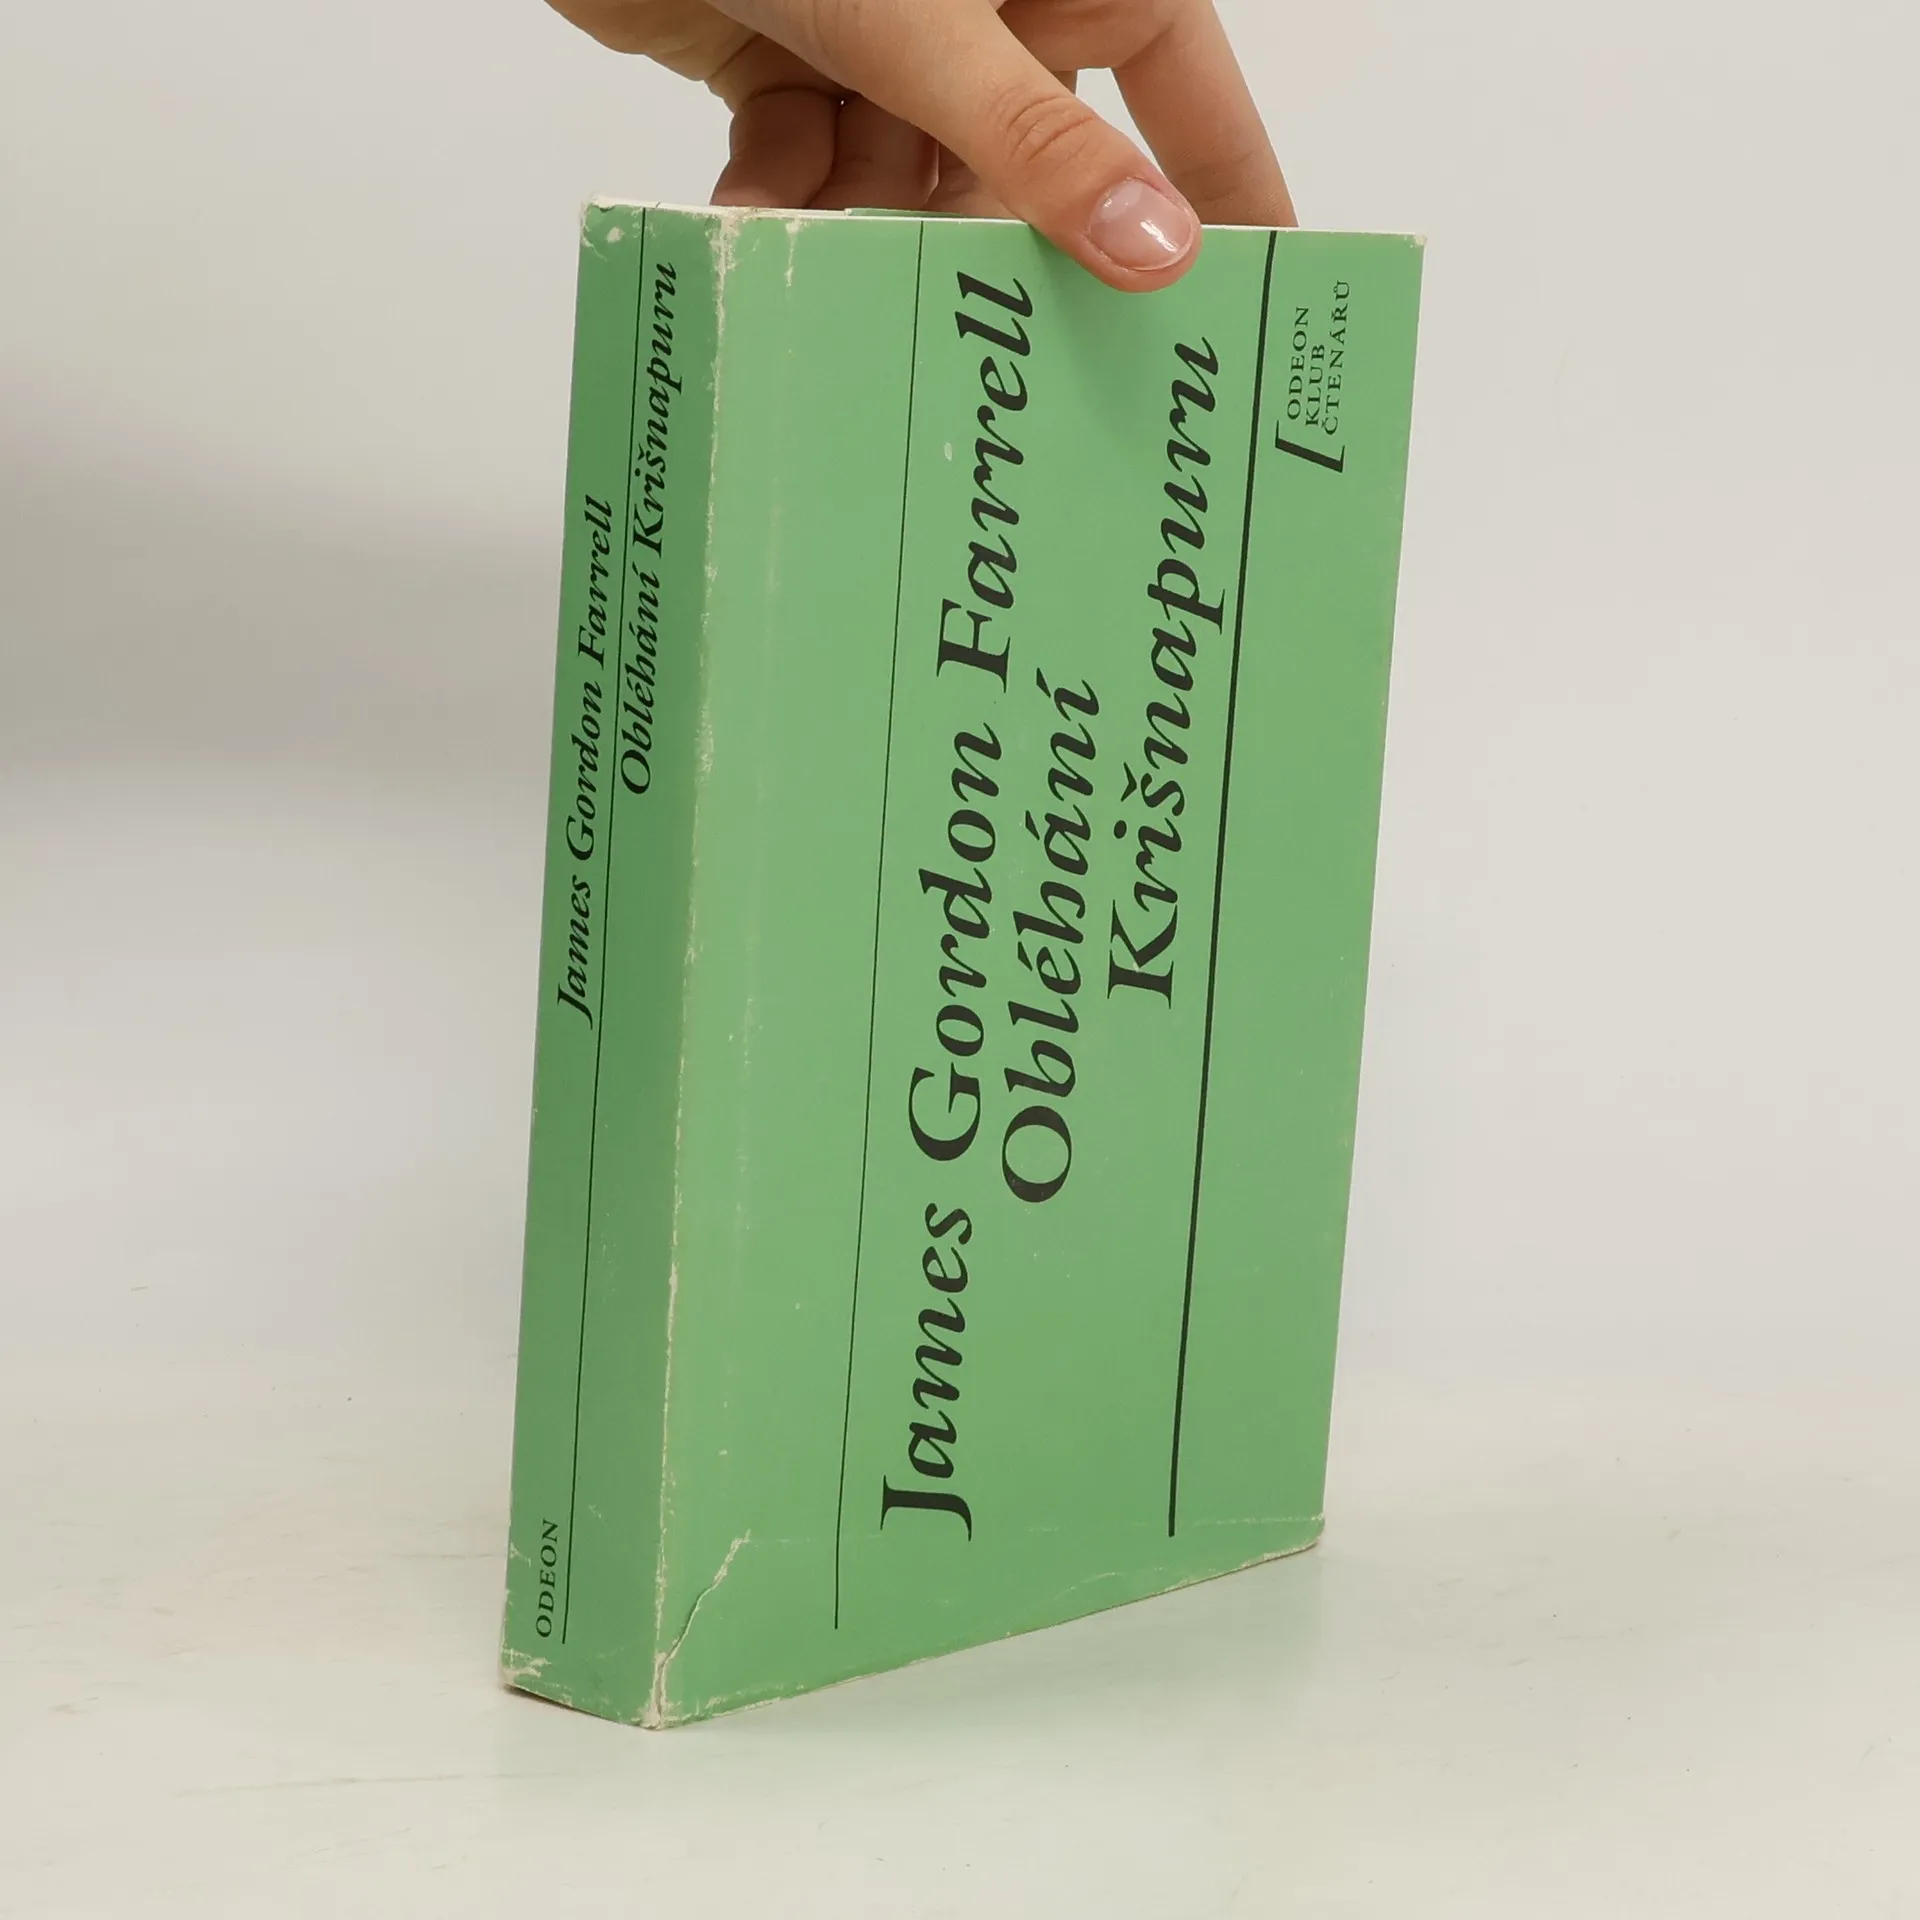 James Gordon Farrell
Obléhání Krišnapuru
ODEON
James Gordon Farrell
Obléhání
Krišnapuru
ODEON
KLUB
ČTENÁŘŮ